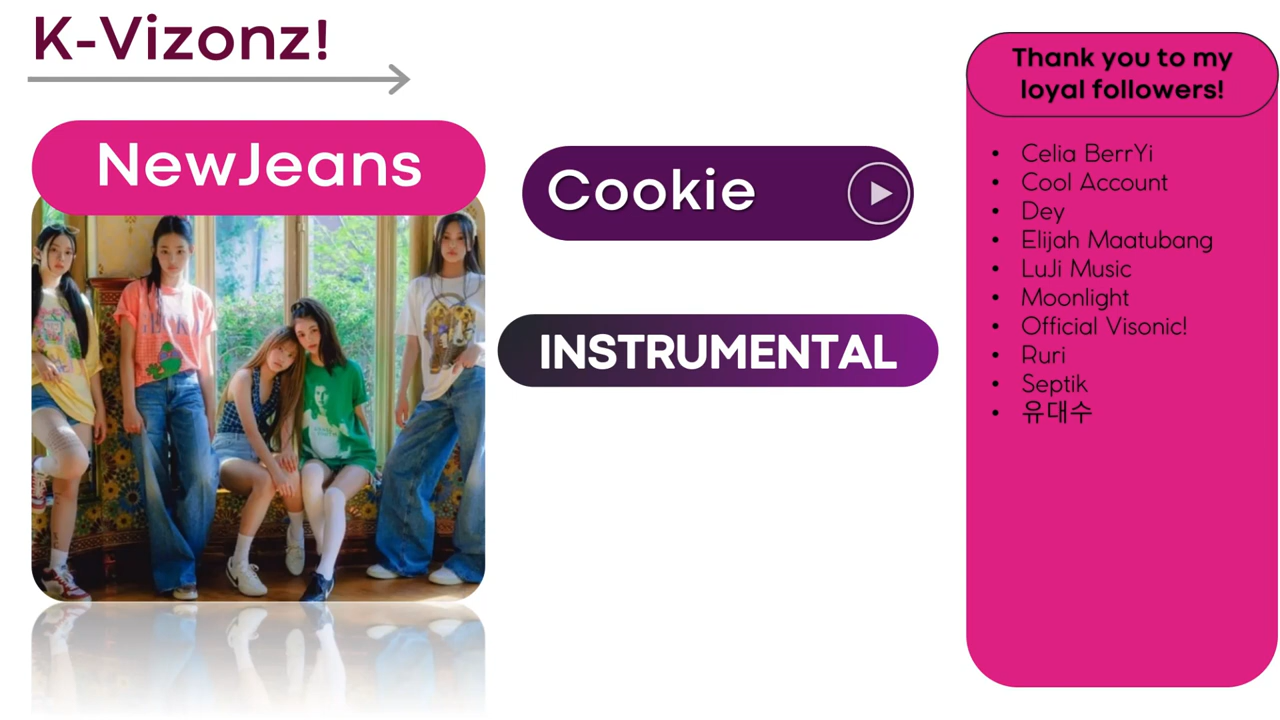 K-Vizonz!
NewJeans
Cookie
INSTRUMENTAL
Thank you to my
loyal followers!
• Celia BerrYi
• Cool Account
• Dey
• Elijah Maatubang
• LuJi Music
• Moonlight
• Official Visonic!
• Ruri
• Septik
• 유대수